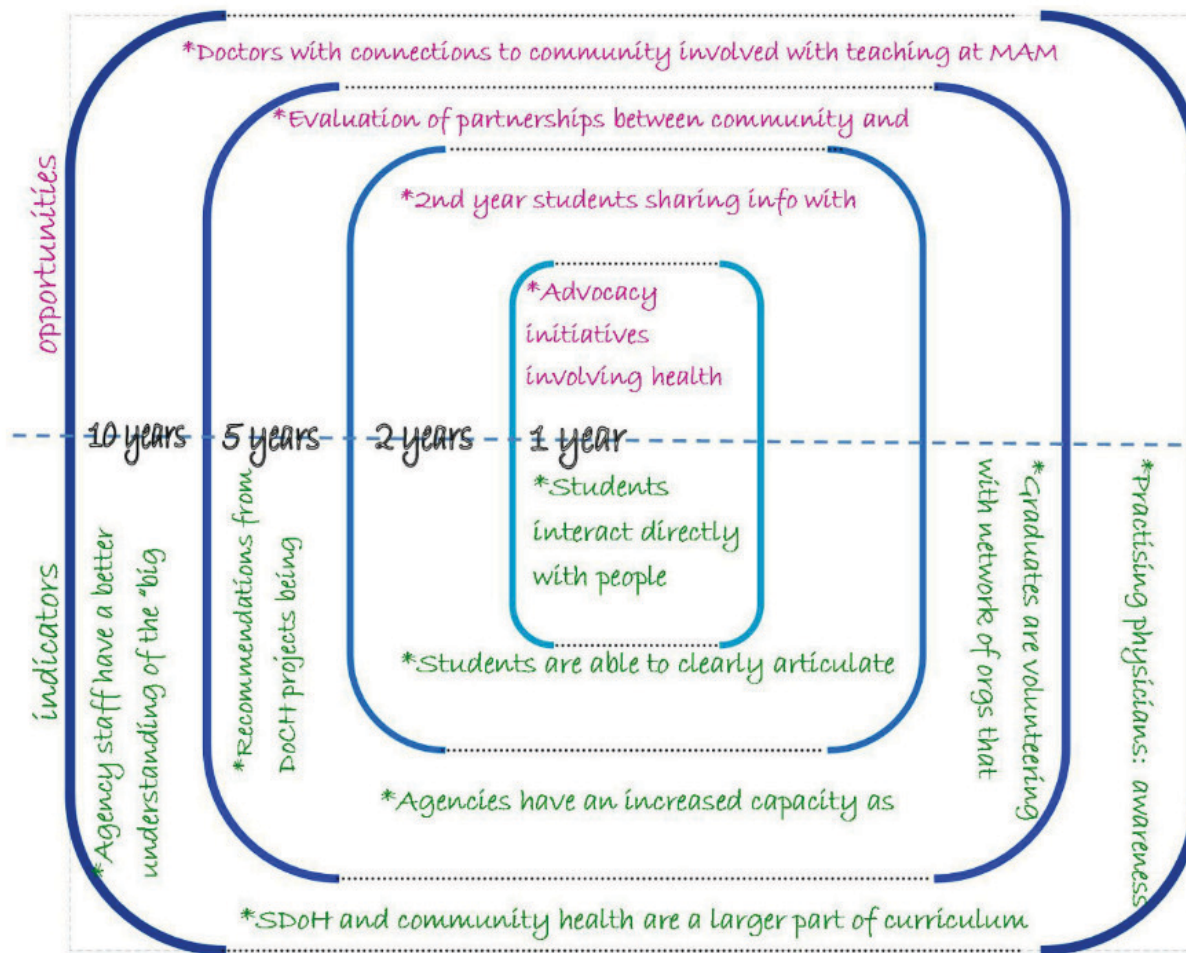 *Doctors with connections to community involved with teaching at MAM
*Evaluation of partnerships between community and
*2nd year students sharing info with
*Advocacy
initiatives
involving health
opportunities
10 years
5 years
2 years
1 year
indicators
*Agency staff have a better
understanding of the "big
*Recommendations from
DoCH projects being
*Students
interact directly
with people
*Students are able to clearly articulate
*Agencies have an increased capacity as
*SDoH and community health are a larger part of curriculum
*Graduates are volunteering
with network of orgs that
*Practising physicians: awareness